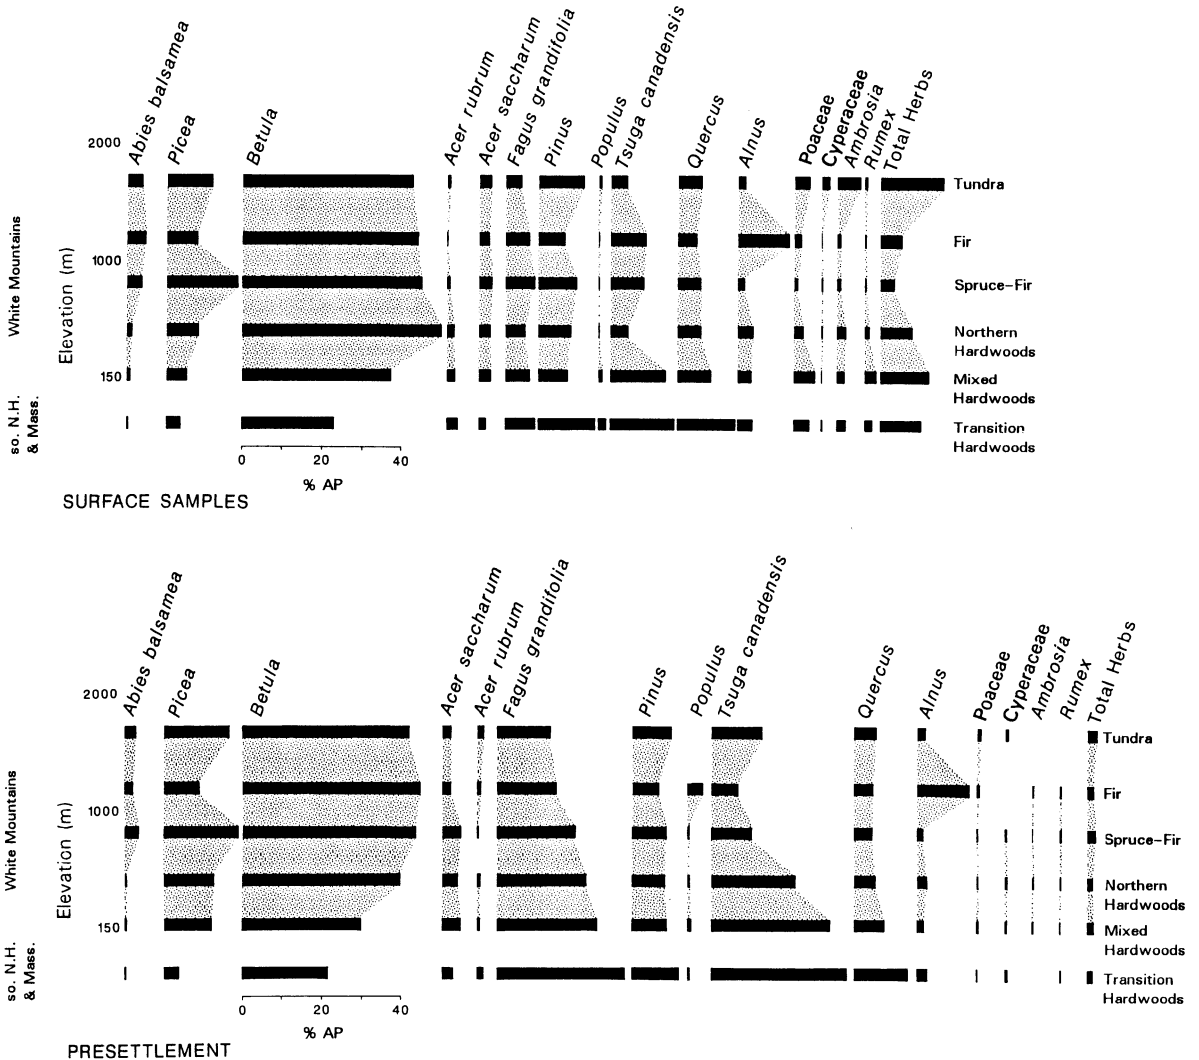 Abies balsamea
Picea
Betula
Acer rubrum
Acer saccharum
Fagus grandifolia
Pinus
Populus
Tsuga canadensis
Quercus
Alnus
Poaceae
Cyperaceae
Ambrosia
Rumex
Total Herbs
2000
1000
150
Elevation (m)
White Mountains
so. N.H.
& Mass.
Tundra
Fir
Spruce-Fir
Northern
Hardwoods
Mixed
Hardwoods
Transition
Hardwoods
0 20 40
% AP
SURFACE SAMPLES
Abies balsamea
Picea
Betula
Acer saccharum
Acer rubrum
Fagus grandifolia
Pinus
Populus
Tsuga canadensis
Quercus
Alnus
Poaceae
Cyperaceae
Ambrosia
Rumex
Total Herbs
2000
1000
150
Elevation (m)
White Mountains
so. N.H.
& Mass.
Tundra
Fir
Spruce-Fir
Northern
Hardwoods
Mixed
Hardwoods
Transition
Hardwoods
0 20 40
% AP
PRESETTLEMENT